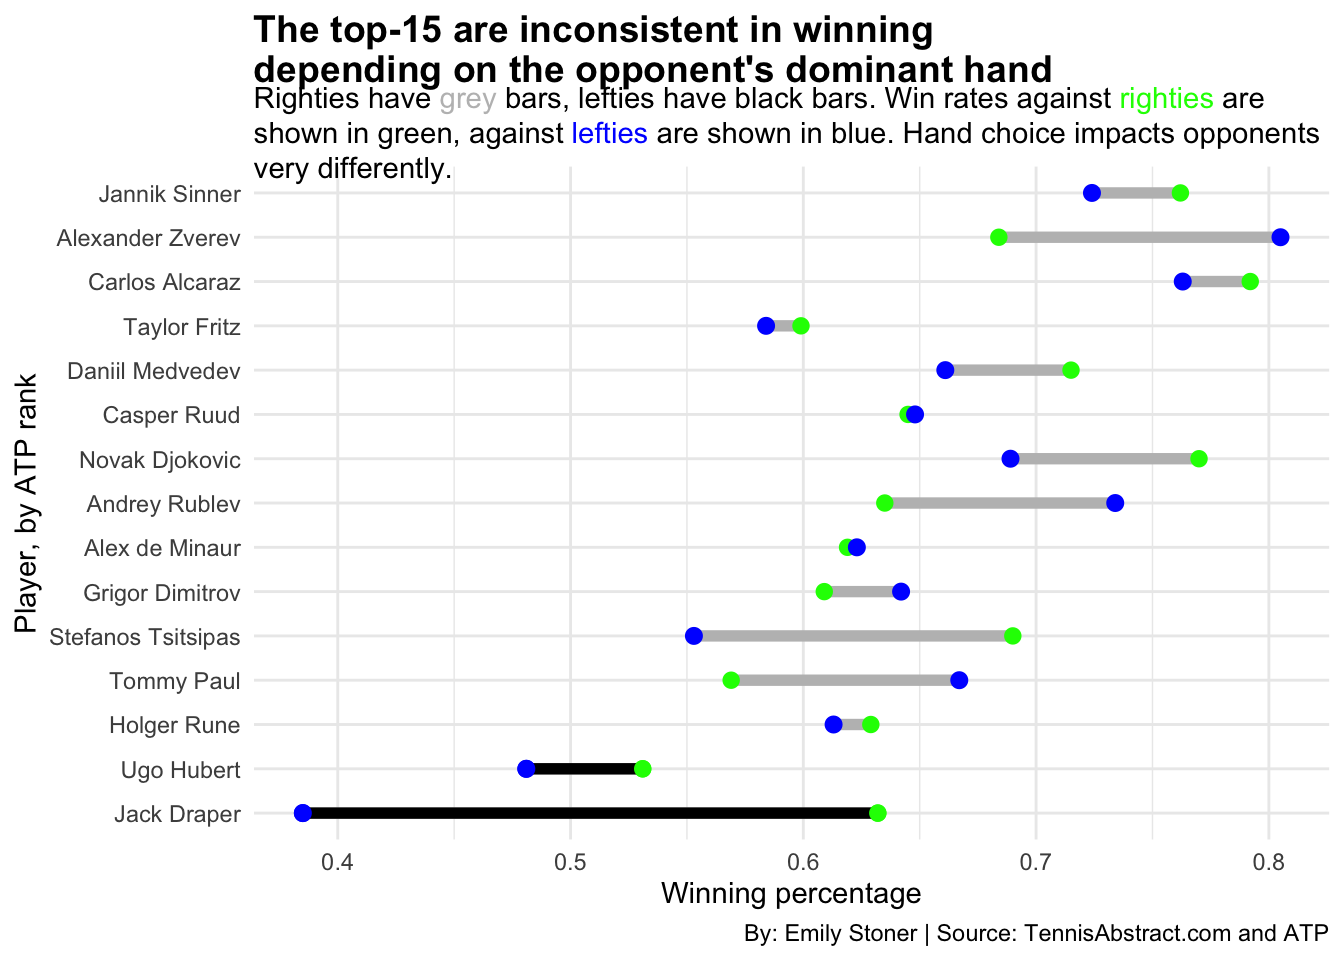 The top-15 are inconsistent in winning
depending on the opponent's dominant hand
Righties have grey bars, lefties have black bars. Win rates against righties are
shown in green, against lefties are shown in blue. Hand choice impacts opponents
very differently.
Player, by ATP rank
Jannik Sinner
Alexander Zverev
Carlos Alcaraz
Taylor Fritz
Daniil Medvedev
Casper Ruud
Novak Djokovic
Andrey Rublev
Alex de Minaur
Grigor Dimitrov
Stefanos Tsitsipas
Tommy Paul
Holger Rune
Ugo Hubert
Jack Draper
0.4 0.5 0.6 0.7 0.8
Winning percentage
By: Emily Stoner | Source: TennisAbstract.com and ATP